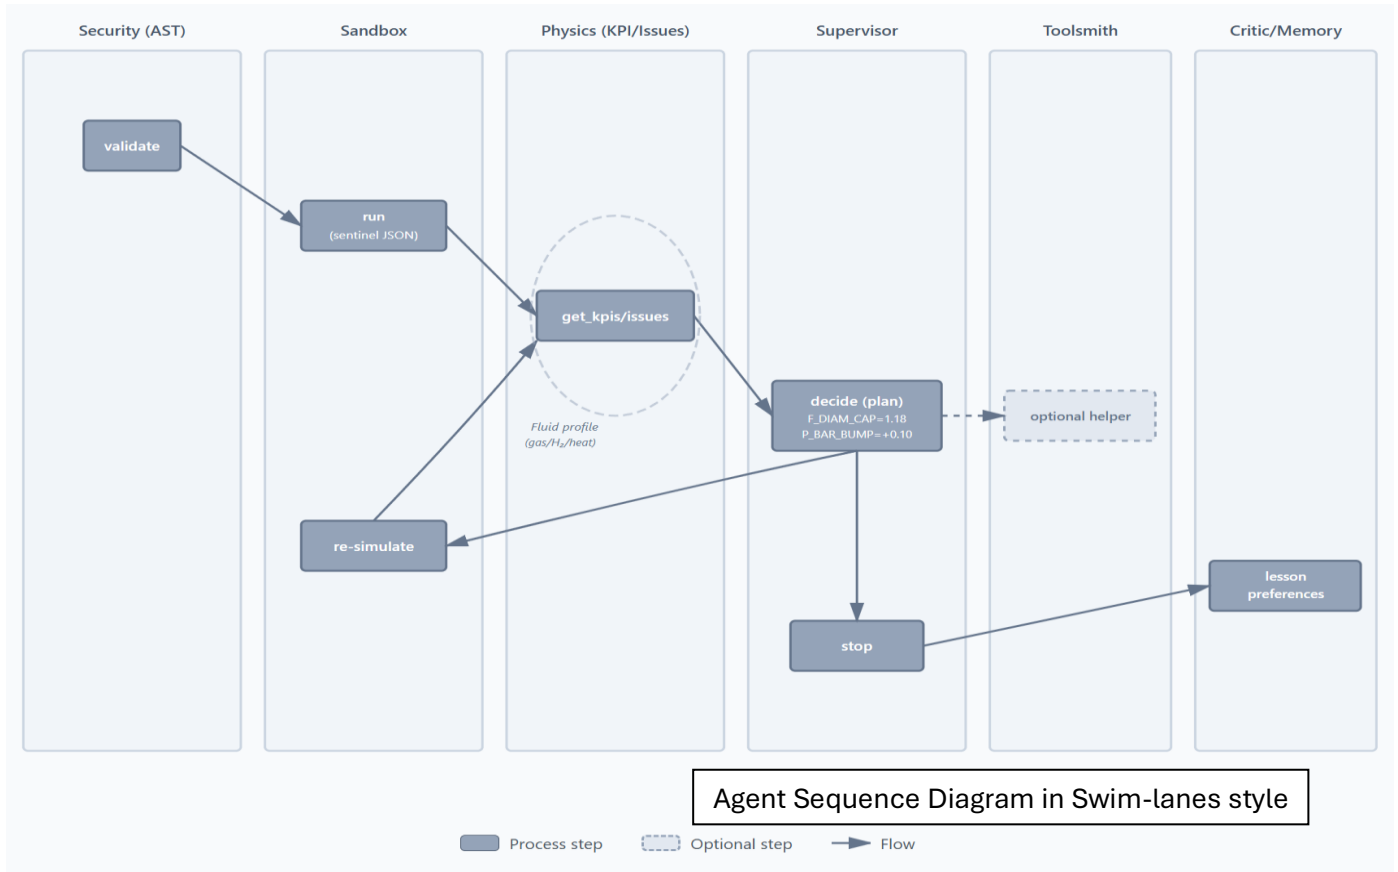 Security (AST)
Sandbox
Physics (KPI/Issues)
Supervisor
Toolsmith
Critic/Memory
validate
run
(sentinel JSON)
get_kpis/issues
Fluid profile
(gas/H₂/heat)
decide (plan)
F_DIAM_CAP=1.18
P_BAR_BUMP=+0.10
optional helper
re-simulate
lesson
preferences
stop
Agent Sequence Diagram in Swim-lanes style
Process step
Optional step
Flow